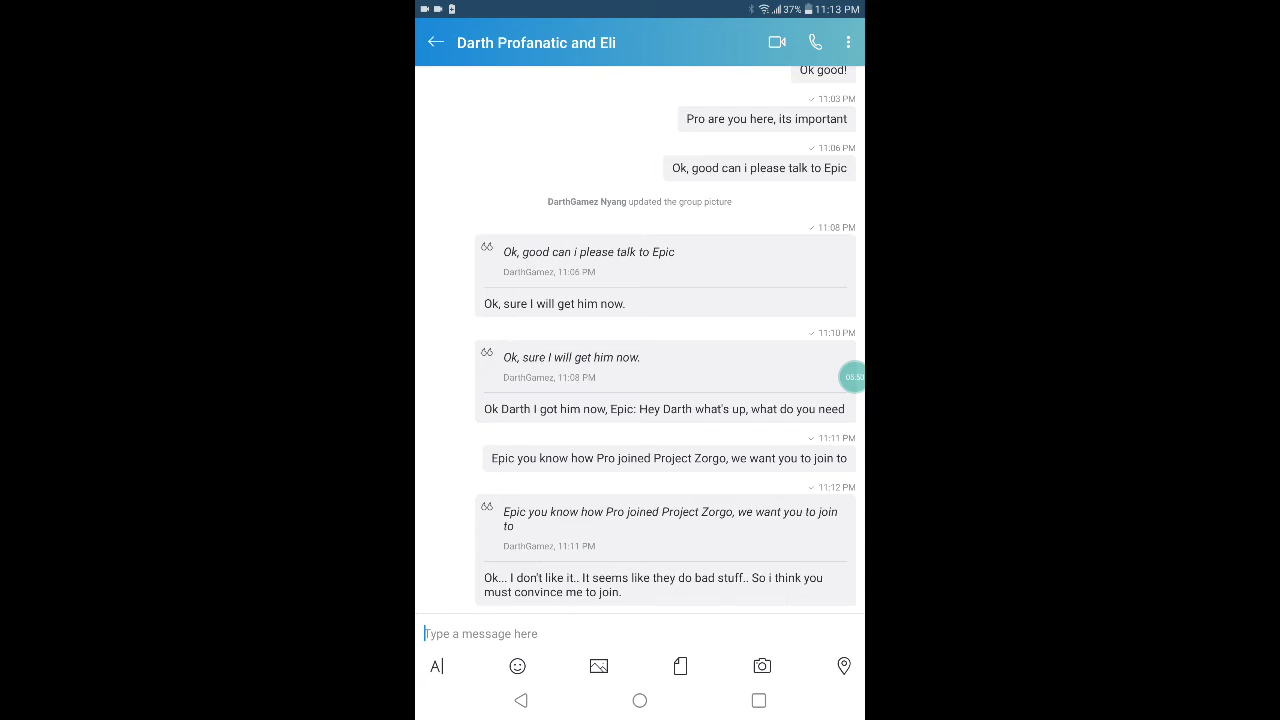 37% 11:13 PM
Darth Profanatic and Eli
Ok good!
11:03 PM
Pro are you here, its important
11:06 PM
Ok, good can i please talk to Epic
DarthGamez Nyang updated the group picture
11:08 PM
Ok, good can i please talk to Epic
DarthGamez, 11:06 PM
Ok, sure I will get him now.
11:10 PM
Ok, sure I will get him now.
DarthGamez, 11:08 PM
05:50
Ok Darth I got him now, Epic: Hey Darth what's up, what do you need
11:11 PM
Epic you know how Pro joined Project Zorgo, we want you to join to
11:12 PM
Epic you know how Pro joined Project Zorgo, we want you to join
to
DarthGamez, 11:11 PM
Ok... I don't like it.. It seems like they do bad stuff.. So i think you
must convince me to join.
Type a message here
A